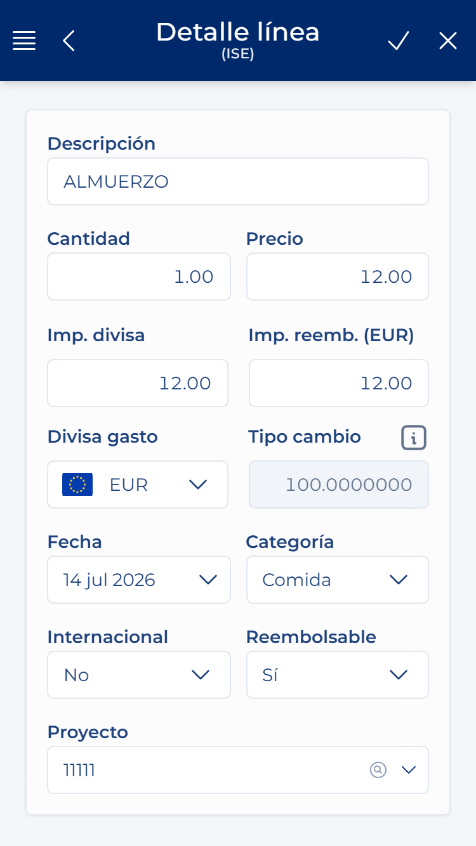 Detalle línea
(ISE)
Descripción
ALMUERZO
Cantidad Precio
1.00 12.00
Imp. divisa Imp. reemb. (EUR)
12.00 12.00
Divisa gasto Tipo cambio
EUR 100.0000000
Fecha Categoría
14 jul 2026 Comida
Internacional Reembolsable
No Sí
Proyecto
11111